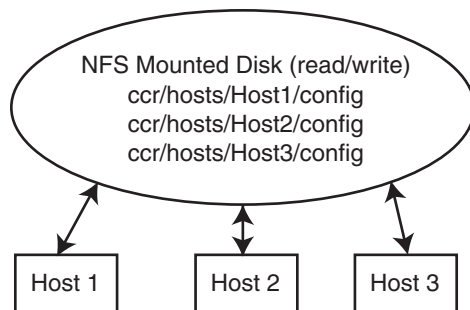 NFS Mounted Disk (read/write)
ccr/hosts/Host1/config
ccr/hosts/Host2/config
ccr/hosts/Host3/config
Host 1
Host 2
Host 3